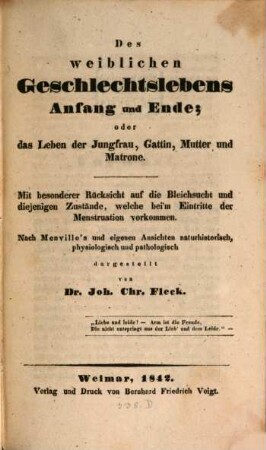 Des
weiblichen
Geschlechtslebens
Anfang und Ende;
oder
das Leben der Jungfrau, Gattin, Mutter und
Matrone.
Mit besonderer Rücksicht auf die Bleichsucht und
diejenigen Zustände, welche bei'm Eintritte der
Menstruation vorkommen.
Nach Menville's und eigenen Ansichten naturhistorisch,
physiologisch und pathologisch
dargestellt
von
Dr. Joh. Chr. Fleck.
„Liebe und leide! — Arm ist die Freude,
Die nicht entspringt aus der Lieb' und dem Leide." —
Weimar, 1842.
Verlag und Druck von Bernhard Friedrich Voigt.